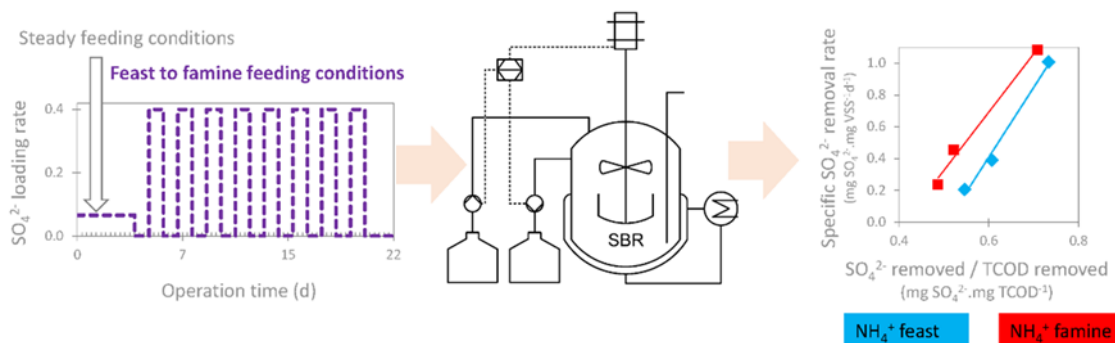 Steady feeding conditions
Feast to famine feeding conditions
SO₄²⁻ loading rate
0.4
0.2
0.0
0
7
15
22
Operation time (d)
SBR
Specific SO₄²⁻ removal rate
(mg SO₄²⁻.mg VSS⁻¹.d⁻¹)
1.0
0.8
0.6
0.4
0.2
0.0
0.4
0.6
0.8
SO₄²⁻ removed / TCOD removed
(mg SO₄²⁻.mg TCOD⁻¹)
NH₄⁺ feast
NH₄⁺ famine